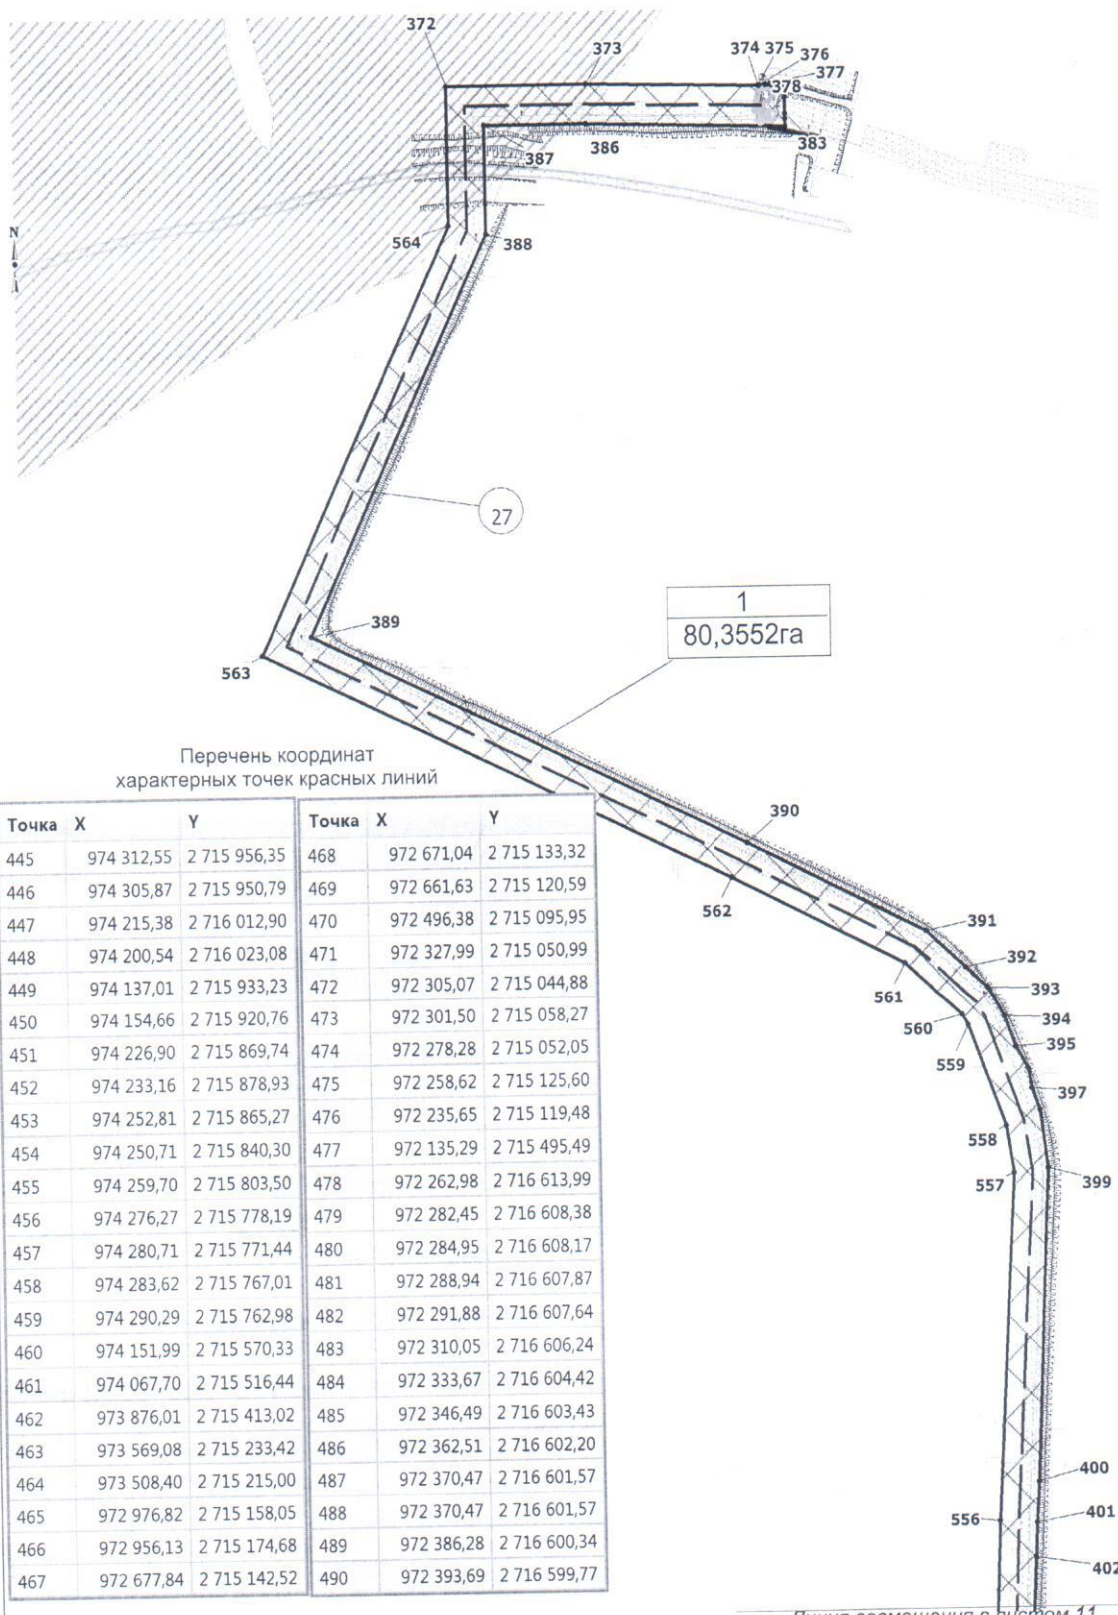 372
373
374 375
376
377
378
383
386
387
N
564
388
27
1
80,3552га
389
563
Перечень координат
характерных точек красных линий
390
562
391
392
393
394
395
397
561
560
559
558
557
399
400
401
402
556
Точка X Y Точка X Y
445 974 312,55 2 715 956,35 468 972 671,04 2 715 133,32
446 974 305,87 2 715 950,79 469 972 661,63 2 715 120,59
447 974 215,38 2 716 012,90 470 972 496,38 2 715 095,95
448 974 200,54 2 716 023,08 471 972 327,99 2 715 050,99
449 974 137,01 2 715 933,23 472 972 305,07 2 715 044,88
450 974 154,66 2 715 920,76 473 972 301,50 2 715 058,27
451 974 226,90 2 715 869,74 474 972 278,28 2 715 052,05
452 974 233,16 2 715 878,93 475 972 258,62 2 715 125,60
453 974 252,81 2 715 865,27 476 972 235,65 2 715 119,48
454 974 250,71 2 715 840,30 477 972 135,29 2 715 495,49
455 974 259,70 2 715 803,50 478 972 262,98 2 716 613,99
456 974 276,27 2 715 778,19 479 972 282,45 2 716 608,38
457 974 280,71 2 715 771,44 480 972 284,95 2 716 608,17
458 974 283,62 2 715 767,01 481 972 288,94 2 716 607,87
459 974 290,29 2 715 762,98 482 972 291,88 2 716 607,64
460 974 151,99 2 715 570,33 483 972 310,05 2 716 606,24
461 974 067,70 2 715 516,44 484 972 333,67 2 716 604,42
462 973 876,01 2 715 413,02 485 972 346,49 2 716 603,43
463 973 569,08 2 715 233,42 486 972 362,51 2 716 602,20
464 973 508,40 2 715 215,00 487 972 370,47 2 716 601,57
465 972 976,82 2 715 158,05 488 972 370,47 2 716 601,57
466 972 956,13 2 715 174,68 489 972 386,28 2 716 600,34
467 972 677,84 2 715 142,52 490 972 393,69 2 716 599,77